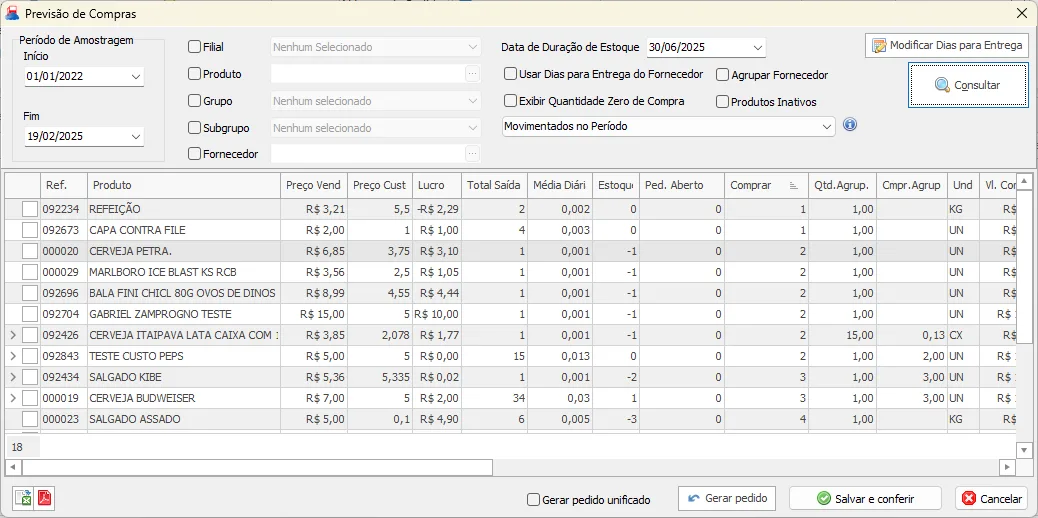 Previsão de Compras
Período de Amostragem
Início
01/01/2022
Fim
19/02/2025
Filial Nenhum Selecionado
Produto ...
Grupo Nenhum Selecionado
Subgrupo Nenhum selecionado
Fornecedor ...
Data de Duração de Estoque 30/06/2025
Usar Dias para Entrega do Fornecedor Agrupar Fornecedor
Exibir Quantidade Zero de Compra Produtos Inativos
Movimentados no Período
Modificar Dias para Entrega
Consultar
Ref. Produto Preço Vend Preço Cust Lucro Total Saída Média Diári Estoque Ped. Aberto Comprar Qtd.Agrup. Cmpr.Agrup Und Vl. Con
092234 REFEIÇÃO R$ 3,21 5,5 -R$ 2,29 2 0,002 0 0 1 1,00 KG R$
092673 CAPA CONTRA FILE R$ 2,00 1 R$ 1,00 4 0,003 0 0 1 1,00 UN R$
000020 CERVEJA PETRA. R$ 6,85 3,75 R$ 3,10 1 0,001 -1 0 2 1,00 UN R$
000029 MARLBORO ICE BLAST KS RCB R$ 3,56 2,5 R$ 1,05 1 0,001 -1 0 2 1,00 UN R$
092696 BALA FINI CHICL 80G OVOS DE DINOS R$ 8,99 4,55 R$ 4,44 1 0,001 -1 0 2 1,00 UN R$
092704 GABRIEL ZAMPROGNO TESTE R$ 15,00 5 R$ 10,00 1 0,001 -1 0 2 1,00 UN R$
092426 CERVEJA ITAIPAVA LATA CAIXA COM R$ 3,85 2,078 R$ 1,77 1 0,001 -1 0 2 15,00 0,13 CX R$
092843 TESTE CUSTO PEPS R$ 5,00 5 R$ 0,00 15 0,013 0 0 2 1,00 2,00 UN R$
092434 SALGADO KIBE R$ 5,36 5,335 R$ 0,02 1 0,001 -2 0 3 1,00 3,00 UN R$
000019 CERVEJA BUDWEISER R$ 7,00 5 R$ 2,00 34 0,03 1 0 3 1,00 3,00 UN R$
000023 SALGADO ASSADO R$ 5,00 0,1 R$ 4,90 6 0,005 -3 0 4 1,00 KG R$
18
Gerar pedido unificado Gerar pedido Salvar e conferir Cancelar